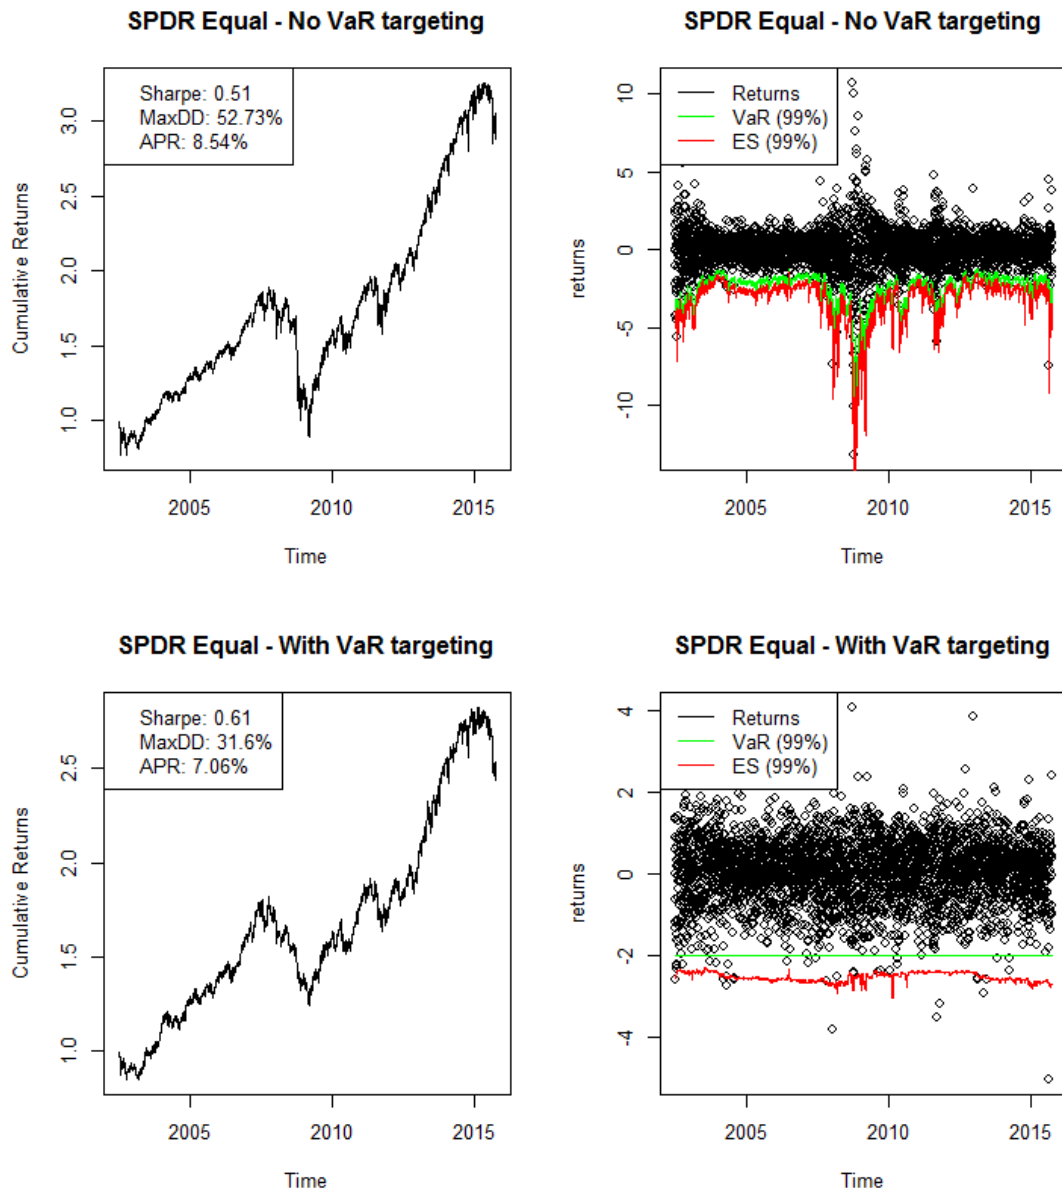 SPDR Equal - No VaR targeting
Sharpe: 0.51
MaxDD: 52.73%
APR: 8.54%
Cumulative Returns
3.0
2.5
2.0
1.5
1.0
2005 2010 2015
Time
SPDR Equal - No VaR targeting
Returns
VaR (99%)
ES (99%)
returns
10
5
0
-5
-10
2005 2010 2015
Time
SPDR Equal - With VaR targeting
Sharpe: 0.61
MaxDD: 31.6%
APR: 7.06%
Cumulative Returns
2.5
2.0
1.5
1.0
2005 2010 2015
Time
SPDR Equal - With VaR targeting
Returns
VaR (99%)
ES (99%)
returns
4
2
0
-2
-4
2005 2010 2015
Time